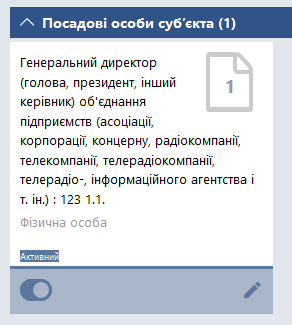 Посадові особи суб'єкта (1)
Генеральний директор
(голова, президент, інший
керівник) об'єднання
підприємств (асоціації,
корпорації, концерну, радіокомпанії,
телекомпанії, телерадіокомпанії,
телерадіо-, інформаційного агентства і
т. ін.) : 123 1.1.
1
Фізична особа
Активний